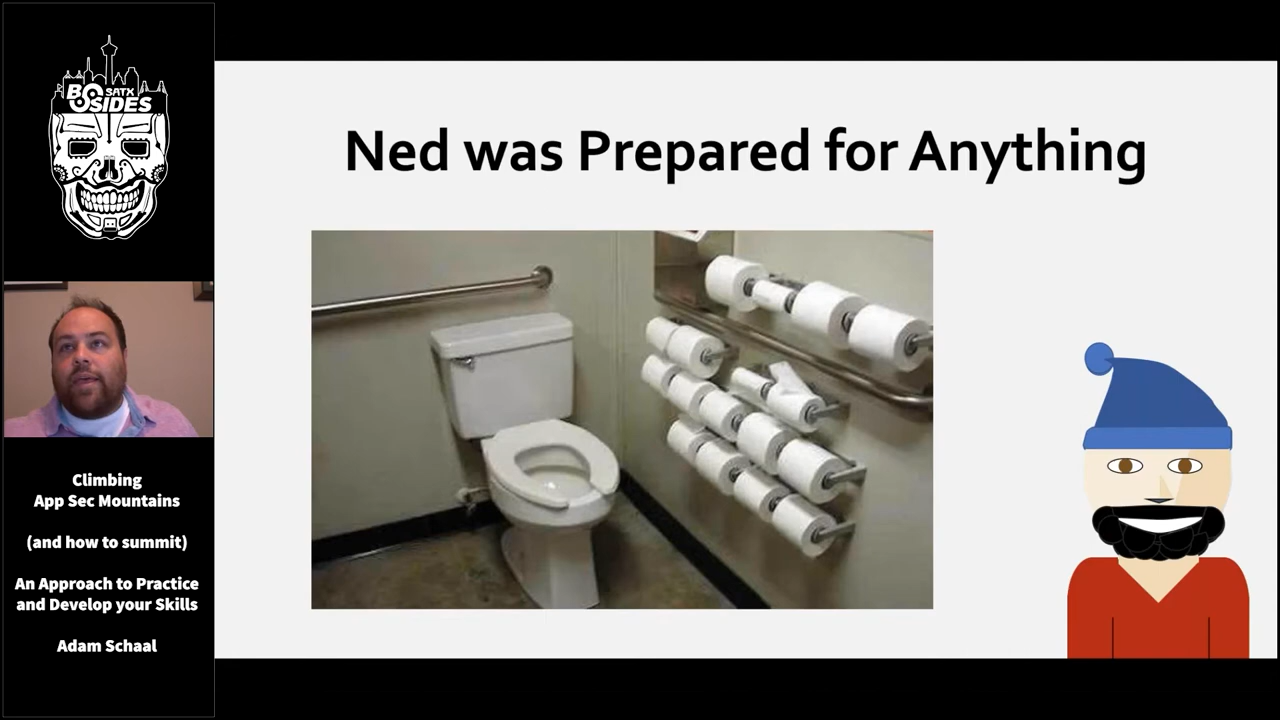 BSIDES
SATX
Climbing
App Sec Mountains
(and how to summit)
An Approach to Practice
and Develop your Skills
Adam Schaal
Ned was Prepared for Anything